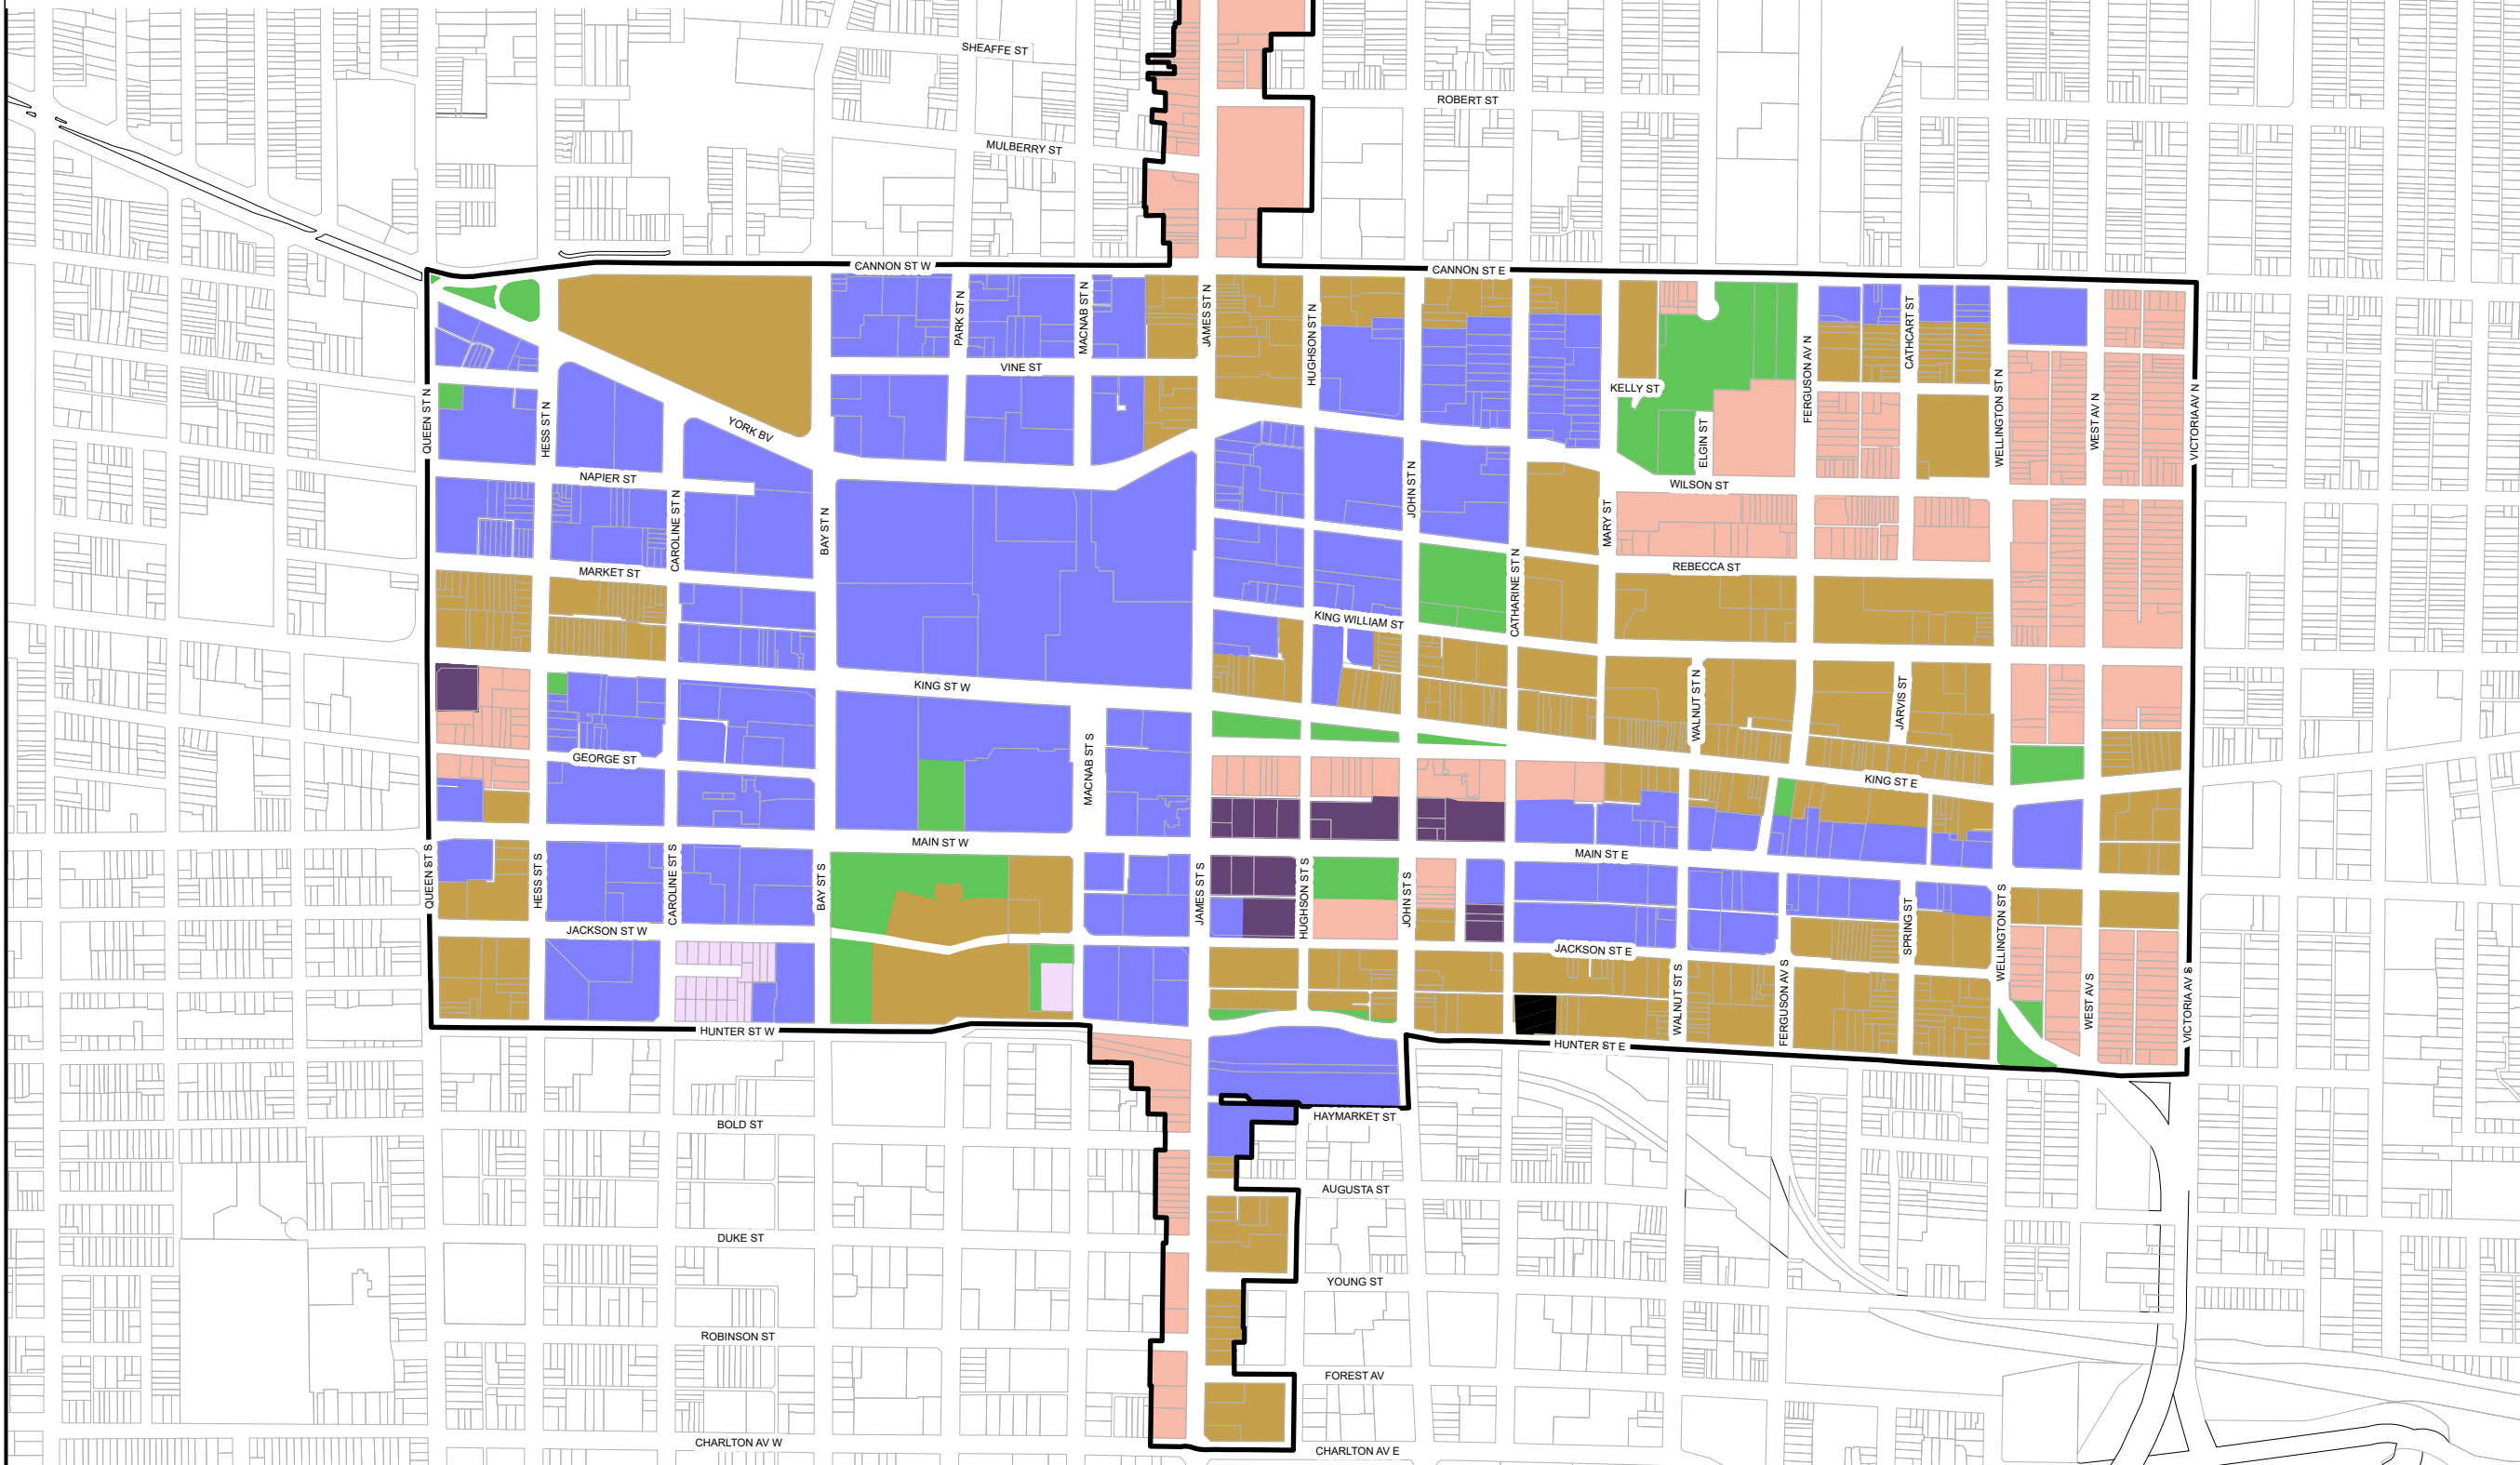 SHEAFFE ST
ROBERT ST
MULBERRY ST
CANNON ST W
CANNON ST E
PARK ST N
MACNAB ST N
JAMES ST N
HUGHSON ST N
CATHCART ST
VINE ST
FERGUSON AV N
KELLY ST
WELLINGTON ST N
WEST AV N
VICTORIA AV N
QUEEN ST N
HESS ST N
YORK BV
ELGIN ST
NAPIER ST
JOHN ST N
WILSON ST
CAROLINE ST N
BAY ST N
MARY ST
MARKET ST
REBECCA ST
CATHARINE ST N
KING WILLIAM ST
KING ST W
WALNUT ST N
JARVIS ST
GEORGE ST
MACNAB ST S
KING ST E
MAIN ST W
MAIN ST E
QUEEN ST S
HESS ST S
CAROLINE ST S
BAY ST S
JAMES ST S
HUGHSON ST S
JOHN ST S
SPRING ST
WELLINGTON ST S
JACKSON ST W
JACKSON ST E
WALNUT ST S
FERGUSON AV S
WEST AV S
VICTORIA AV S
HUNTER ST W
HUNTER ST E
HAYMARKET ST
BOLD ST
AUGUSTA ST
DUKE ST
YOUNG ST
ROBINSON ST
FOREST AV
CHARLTON AV W
CHARLTON AV E